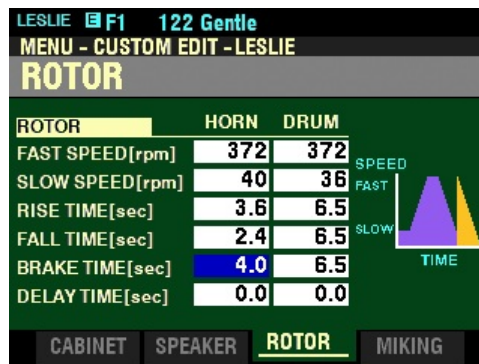 LESLIE E F1 122 Gentle
MENU - CUSTOM EDIT - LESLIE
ROTOR
ROTOR HORN DRUM
FAST SPEED[rpm] 372 372
SLOW SPEED[rpm] 40 36
RISE TIME[sec] 3.6 6.5
FALL TIME[sec] 2.4 6.5
BRAKE TIME[sec] 4.0 6.5
DELAY TIME[sec] 0.0 0.0
SPEED
FAST
SLOW
TIME
CABINET SPEAKER ROTOR MIKING